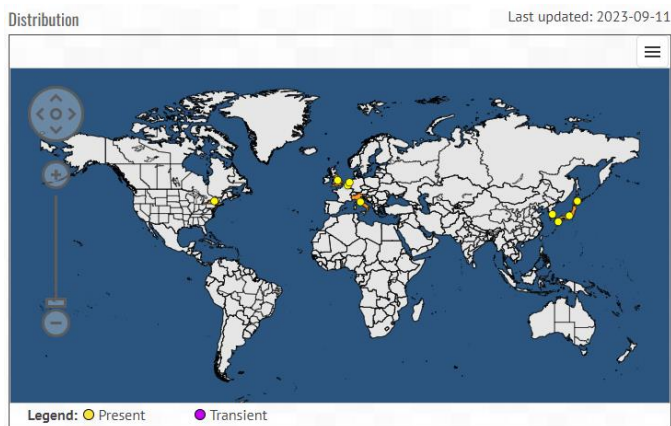 Distribution
Last updated: 2023-09-11
Legend: Present Transient